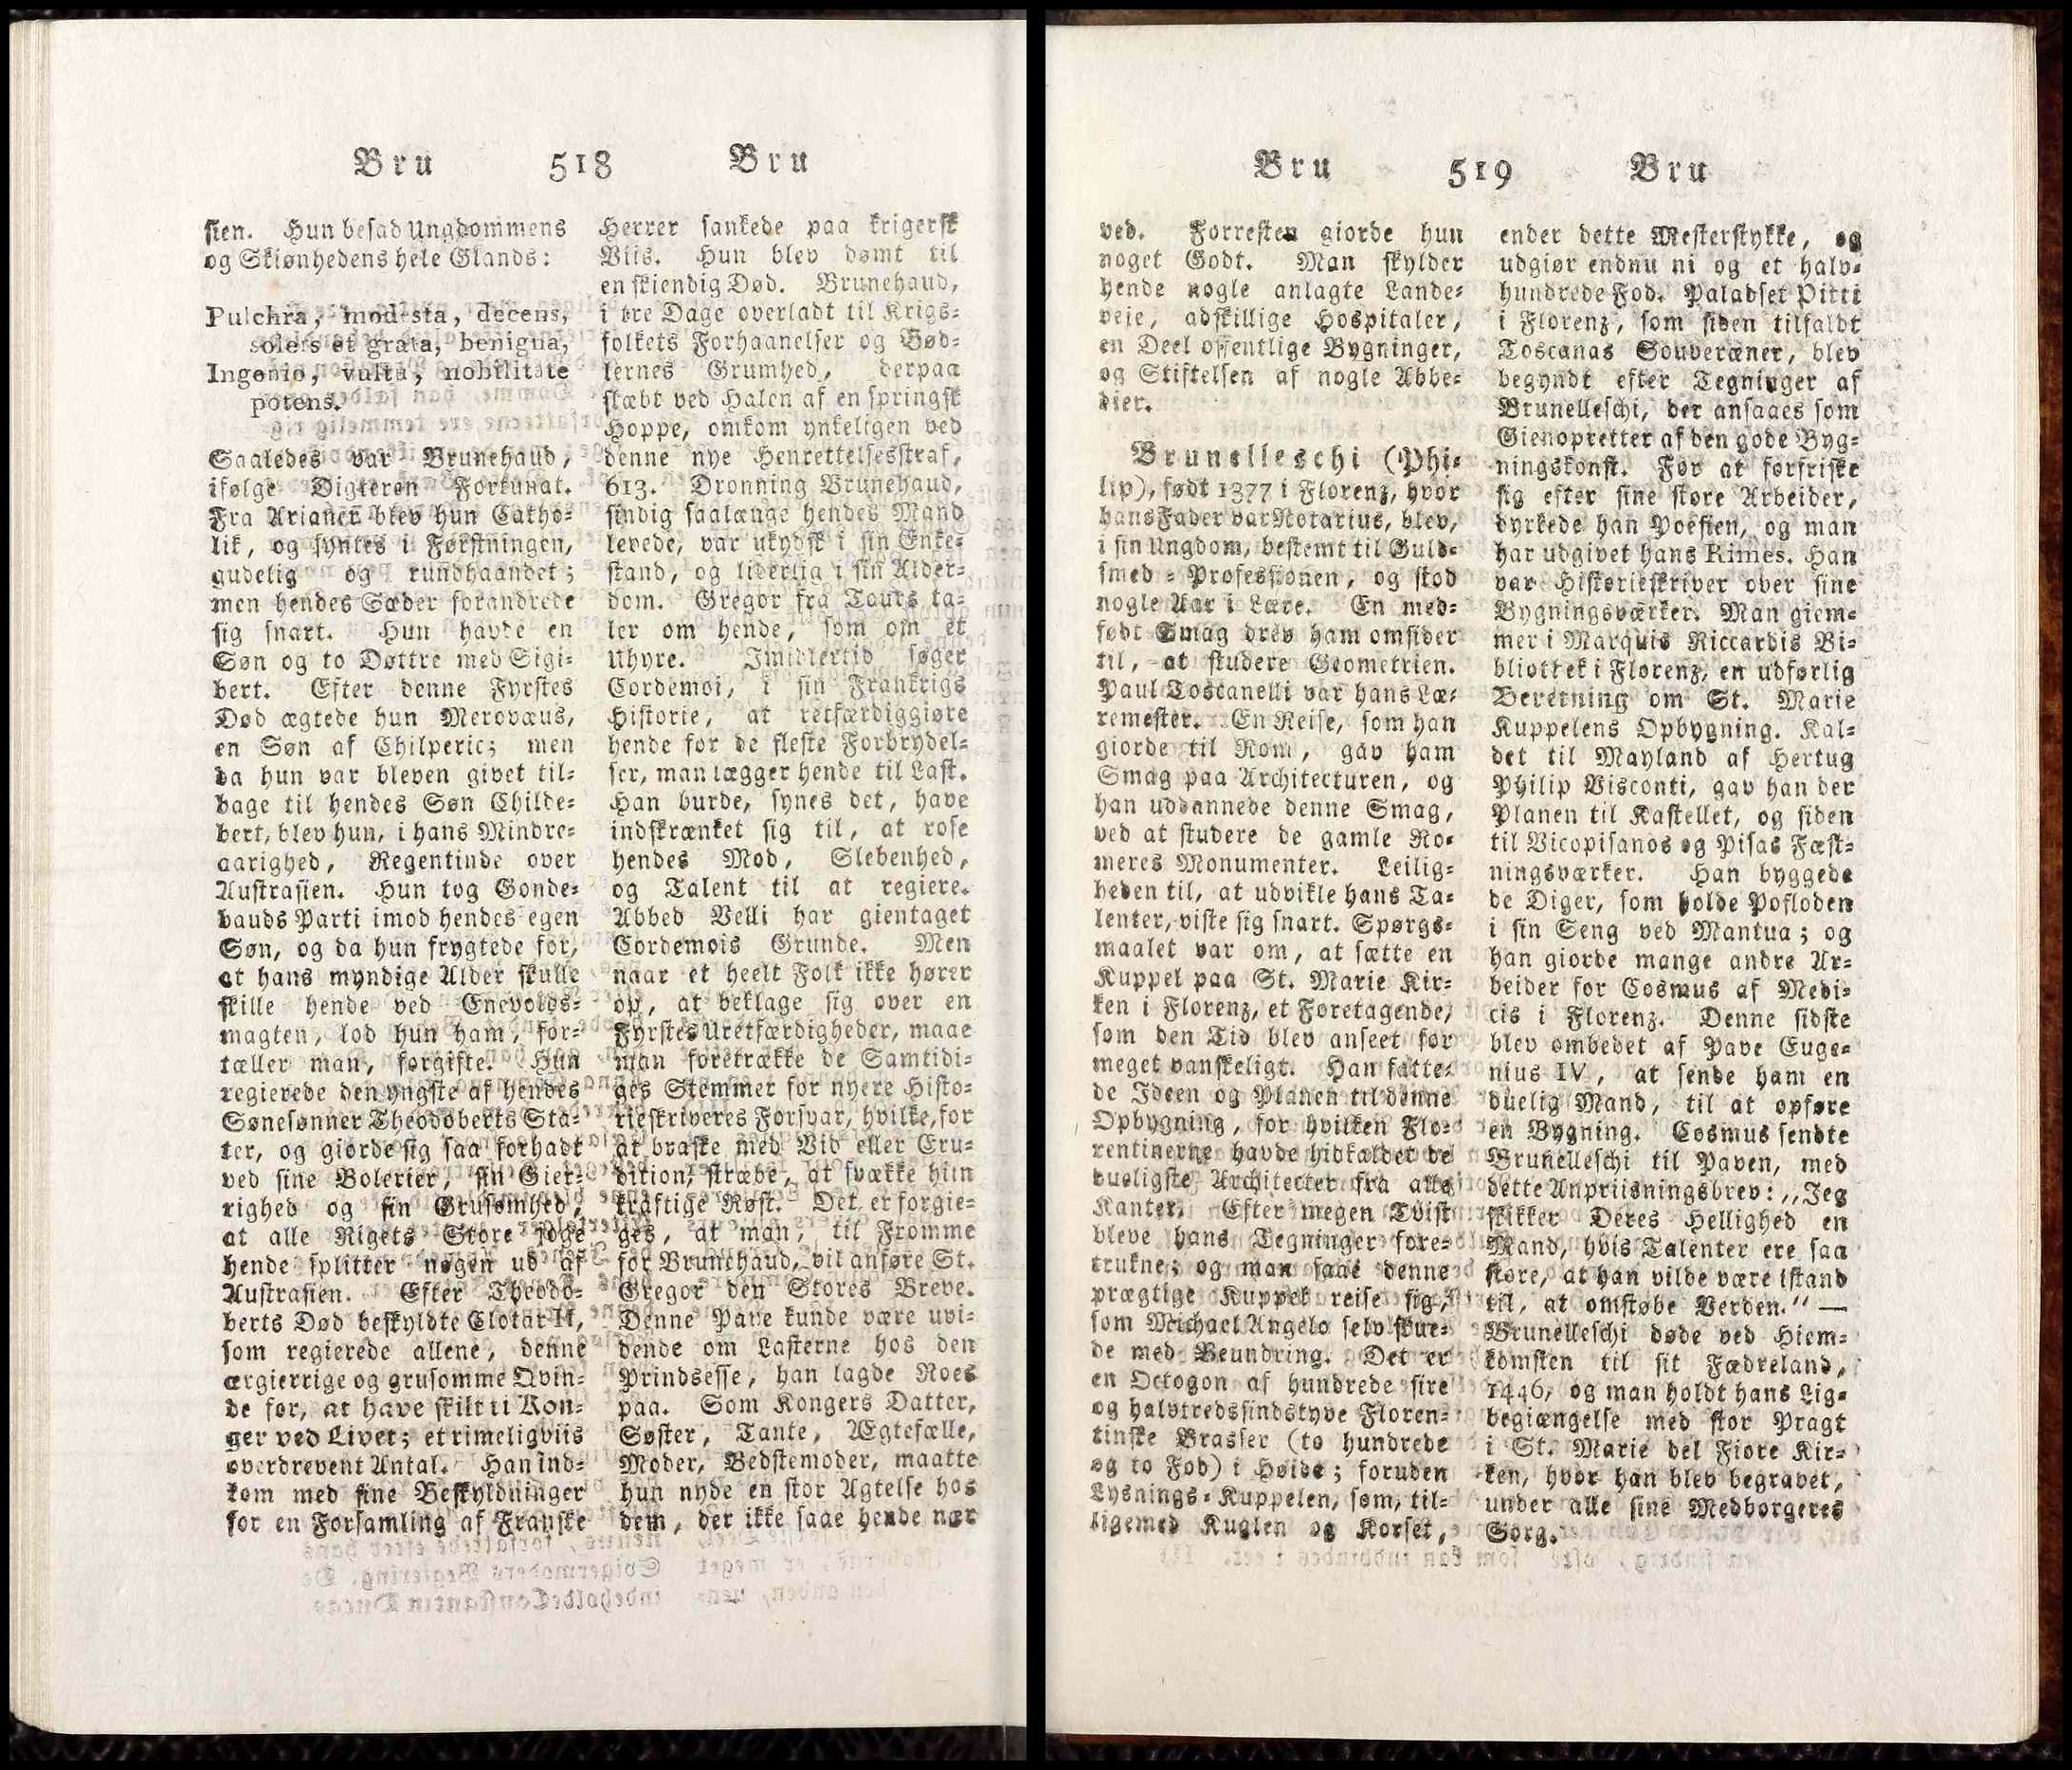 Bru 518 Bru
sien. Hun besad Ungdommens
og Skiønhedens hele Glands:
Pulchra, modesta, decens,
solers et grata, benigna,
Ingenio, vultu, nobilitate
potens.
Saaledes var Brunehaud,
ifølge Digteren Fortunat.
Fra Arianer blev hun Catho-
lik, og syntes i Førstningen,
gudelig og rundhaandet;
men hendes Sæder forandrede
sig snart. Hun havde en
Søn og to Døttre med Sigi-
bert. Efter denne Fyrstes
Død ægtede hun Merovæus,
en Søn af Chilperic; men
da hun var bleven givet til-
bage til hendes Søn Childe-
bert, blev hun, i hans Mindre-
aarighed, Regentinde over
Austrasien. Hun tog Gonde-
bauds Parti imod hendes egen
Søn, og da hun frygtede for,
at hans myndige Alder skulle
skille hende ved Enevolds-
magten, lod hun ham, for-
tæller man, forgifte. Hun
regierede den yngste af hendes
Sønesønner Theodoberts Sta-
ter, og giorde sig saa forhadt
ved sine Bolerier, sin Gier-
righed og sin Grusomhed,
at alle Rigets Store joge
hende splitter nøgen ud af
Austrasien. Efter Theodo-
berts Død beskyldte Clotar II,
som regierede allene, denne
ærgierrige og grusomme Qvin-
de for, at have skilt ti Kon-
ger ved Livet; et rimeligviis
overdrevent Antal. Han ind-
kom med sine Beskyldninger
for en Forsamling af Franske
Herrer sankede paa krigersk
Viis. Hun blev dømt til
en skiendig Død. Brunehaud,
i tre Dage overladt til Krigs-
folkets Forhaanelser og Bød-
lernes Grumhed, derpaa
slæbt ved Halen af en springsk
Hoppe, omkom ynkeligen ved
denne nye Henrettelsesstraf,
613. Dronning Brunehaud,
sindig saalænge hendes Mand
levede, var ukydsk i sin Enke-
stand, og liderlig i sin Alder-
dom. Gregor fra Tours ta-
ler om hende, som om et
Uhyre. Imidlertid søger
Cordemoi, i sin Frankrigs
Historie, at retfærdiggiøre
hende for de fleste Forbrydel-
ser, man lægger hende til Last.
Han burde, synes det, have
indskrænket sig til, at rose
hendes Mod, Slebenhed,
og Talent til at regiere.
Abbed Velli har gientaget
Cordemois Grunde. Men
naar et heelt Folk ikke hører
op, at beklage sig over en
Fyrstes Uretfærdigheder, maae
man foretrække de Samtidi-
ges Stemmer for nyere Histo-
rieskriveres Forsvar, hvilke, for
at braske med Vid eller Eru-
dition, stræbe, at svække hiin
kraftige Røst. Det er forgie-
ges, at man, til Fromme
for Brunehaud, vil anføre St.
Gregor den Stores Breve.
Denne Pave kunde være uvi-
dende om Lasterne hos den
Prindsesse, han lagde Roes
paa. Som Kongers Datter,
Søster, Tante, Ægtefælle,
Moder, Bedstemoder, maatte
hun nyde en stor Agtelse hos
dem, der ikke saae hende nær
Bru 519 Bru
ved. Forresten giorde hun
noget Godt. Man skylder
hende nogle anlagte Lande-
veje, adskillige Hospitaler,
en Deel offentlige Bygninger,
og Stiftelsen af nogle Abbe-
dier.
Brunelleschi (Phi-
lip), født 1377 i Florenz, hvor
hans Fader var Notarius, blev,
i sin Ungdom, bestemt til Guld-
smed-Professionen, og stod
nogle Aar i Lære. En med-
født Smag drev ham omsider
til, at studere Geometrien.
Paul Toscanelli var hans Læ-
remester. En Reise, som han
giorde til Rom, gav ham
Smag paa Architecturen, og
han uddannede denne Smag,
ved at studere de gamle Ro-
meres Monumenter. Leilig-
heden til, at udvikle hans Ta-
lenter, viste sig snart. Spørgs-
maalet var om, at sætte en
Kuppel paa St. Marie Kir-
ken i Florenz, et Foretagende,
som den Tid blev anseet for
meget vanskeligt. Han fatte-
de Ideen og Planen til denne
Opbygning, for hvilken Flo-
rentinerne havde hidkaldet de
dueligste Architecter fra alle
Kanter. Efter megen Tvist
bleve hans Tegninger fore-
trukne; og man saae denne
prægtige Kuppel reise sig,
som Michael Angelo selv skue-
de med Beundring. Det er
en Octogon af hundrede fire
og halvtredssindstyve Floren-
tinske Brasser (to hundrede
og to Fod) i Høide; foruden
Lysnings-Kuppelen, som, til-
ligemed Kuglen og Korset,
ender dette Mesterstykke, og
udgiør endnu ni og et halv-
hundrede Fod. Paladset Pitti
i Florenz, som siden tilfaldt
Toscanas Souveræner, blev
begyndt efter Tegninger af
Brunelleschi, der ansaaes som
Gienopretter af den gode Byg-
ningskonst. For at forfriske
sig efter sine store Arbeider,
dyrkede han Poesien, og man
har udgivet hans Rimes. Han
var Historieskriver over sine
Bygningsværker. Man giem-
mer i Marquis Riccardis Bi-
bliothek i Florenz, en udførlig
Beretning om St. Marie
Kuppelens Opbygning. Kal-
det til Mayland af Hertug
Philip Visconti, gav han der
Planen til Kastellet, og siden
til Vicopisanos og Pisas Fæst-
ningsværker. Han byggede
de Diger, som holde Pofloden
i sin Seng ved Mantua; og
han giorde mange andre Ar-
beider for Cosmus af Medi-
cis i Florenz. Denne sidste
blev ombedet af Pave Euge-
nius IV, at sende ham en
duelig Mand, til at opføre
en Bygning. Cosmus sendte
Brunelleschi til Paven, med
dette Anpriisningsbrev: „Jeg
skikker Deres Hellighed en
Mand, hvis Talenter ere saa
store, at han vilde være istand
til, at omstøbe Verden." —
Brunelleschi døde ved Hiem-
komsten til sit Fædreland,
1446, og man holdt hans Lig-
begiængelse med stor Pragt
i St. Marie del Fiore Kir-
ken, hvor han blev begravet,
under alle sine Medborgeres
Sorg.